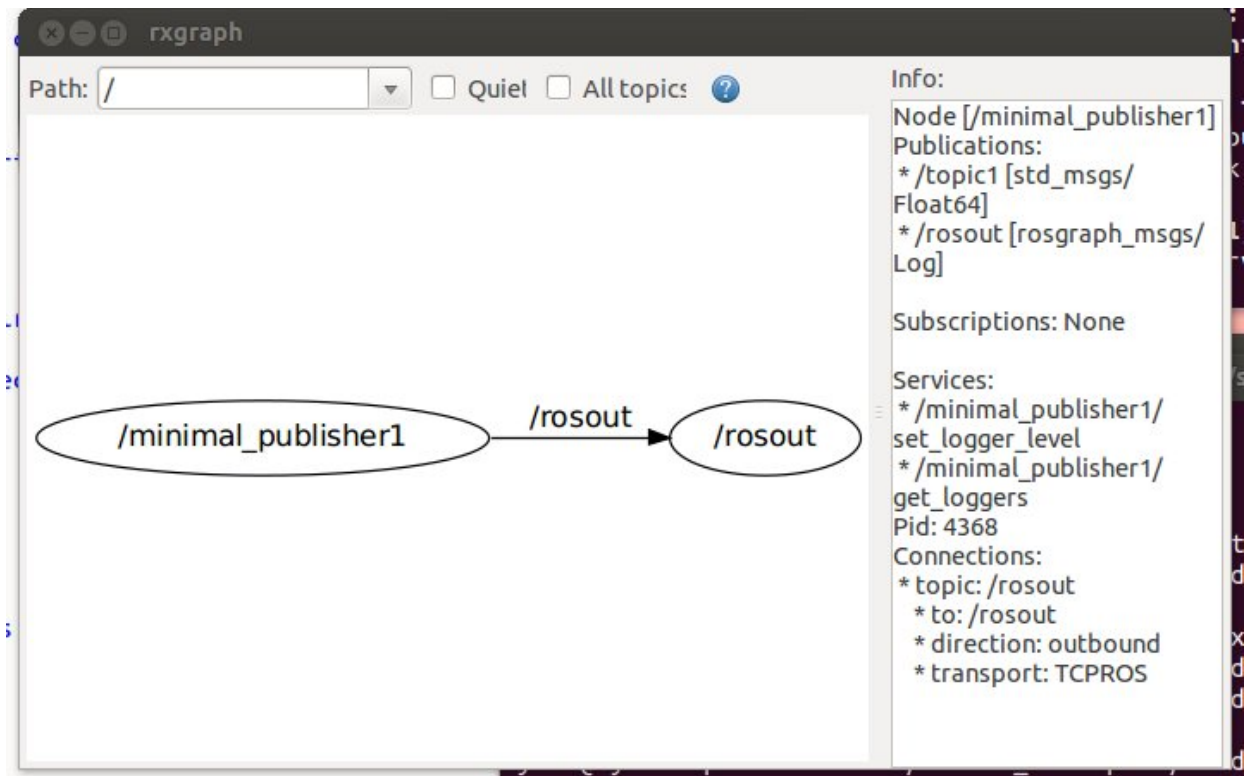 rxgraph
Path: / Quiet All topics ?
Info:
Node [/minimal_publisher1]
Publications:
* /topic1 [std_msgs/
Float64]
* /rosout [rosgraph_msgs/
Log]
Subscriptions: None
Services:
* /minimal_publisher1/
set_logger_level
* /minimal_publisher1/
get_loggers
Pid: 4368
Connections:
* topic: /rosout
* to: /rosout
* direction: outbound
* transport: TCPROS
/minimal_publisher1
/rosout
/rosout